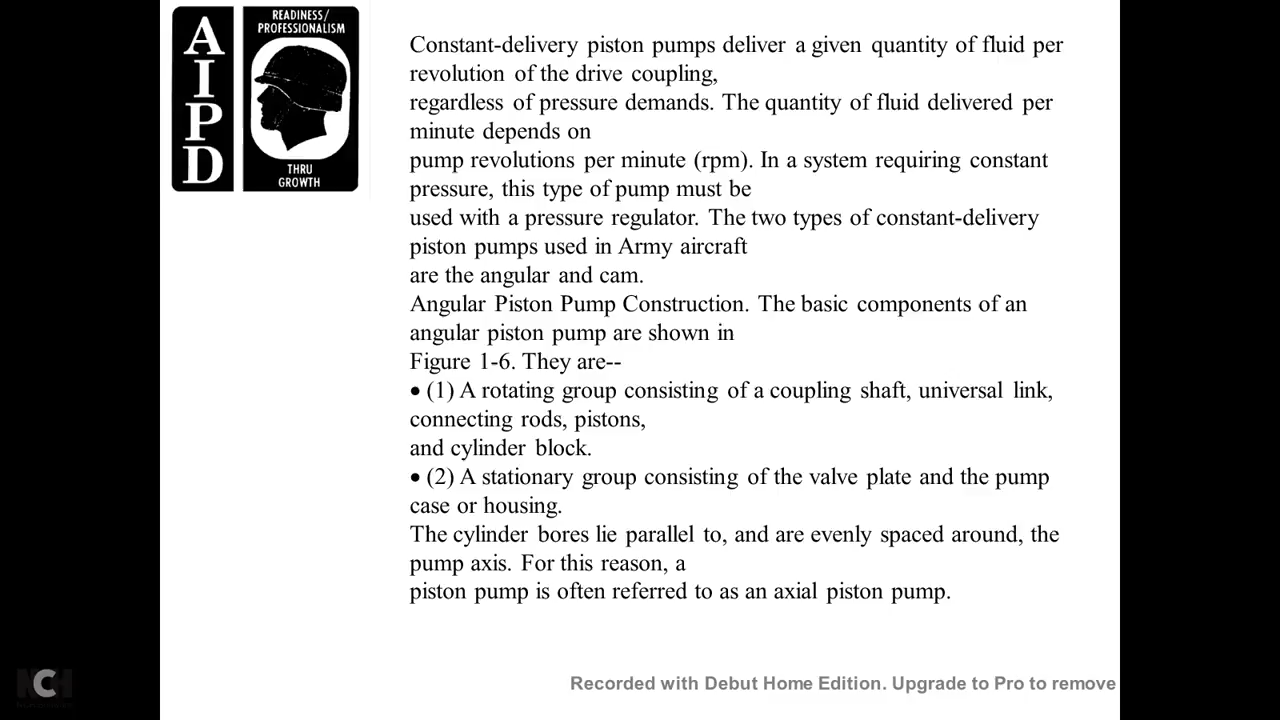 A
I
P
D
READINESS/
PROFESSIONALISM
THRU
GROWTH
Constant-delivery piston pumps deliver a given quantity of fluid per
revolution of the drive coupling,
regardless of pressure demands. The quantity of fluid delivered per
minute depends on
pump revolutions per minute (rpm). In a system requiring constant
pressure, this type of pump must be
used with a pressure regulator. The two types of constant-delivery
piston pumps used in Army aircraft
are the angular and cam.
Angular Piston Pump Construction. The basic components of an
angular piston pump are shown in
Figure 1-6. They are--
• (1) A rotating group consisting of a coupling shaft, universal link,
connecting rods, pistons,
and cylinder block.
• (2) A stationary group consisting of the valve plate and the pump
case or housing.
The cylinder bores lie parallel to, and are evenly spaced around, the
pump axis. For this reason, a
piston pump is often referred to as an axial piston pump.
NCH
Recorded with Debut Home Edition. Upgrade to Pro to remove